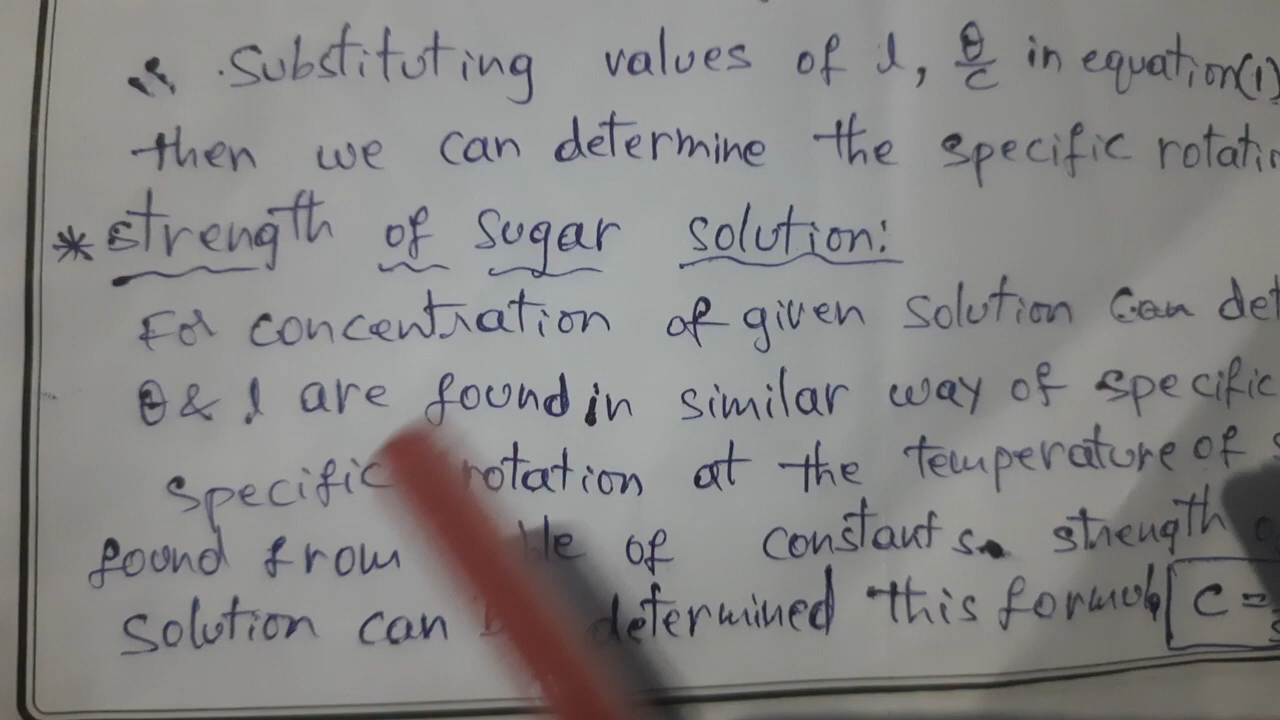 ∴ Substituting values of l, θ/c in equation(1)
then we can determine the specific
* strength of sugar solution:
For concentration of given solution can
θ & l are found in similar way of specific
specific rotation at the temperature of
found from of constants. strength
solution can determined this formula C =